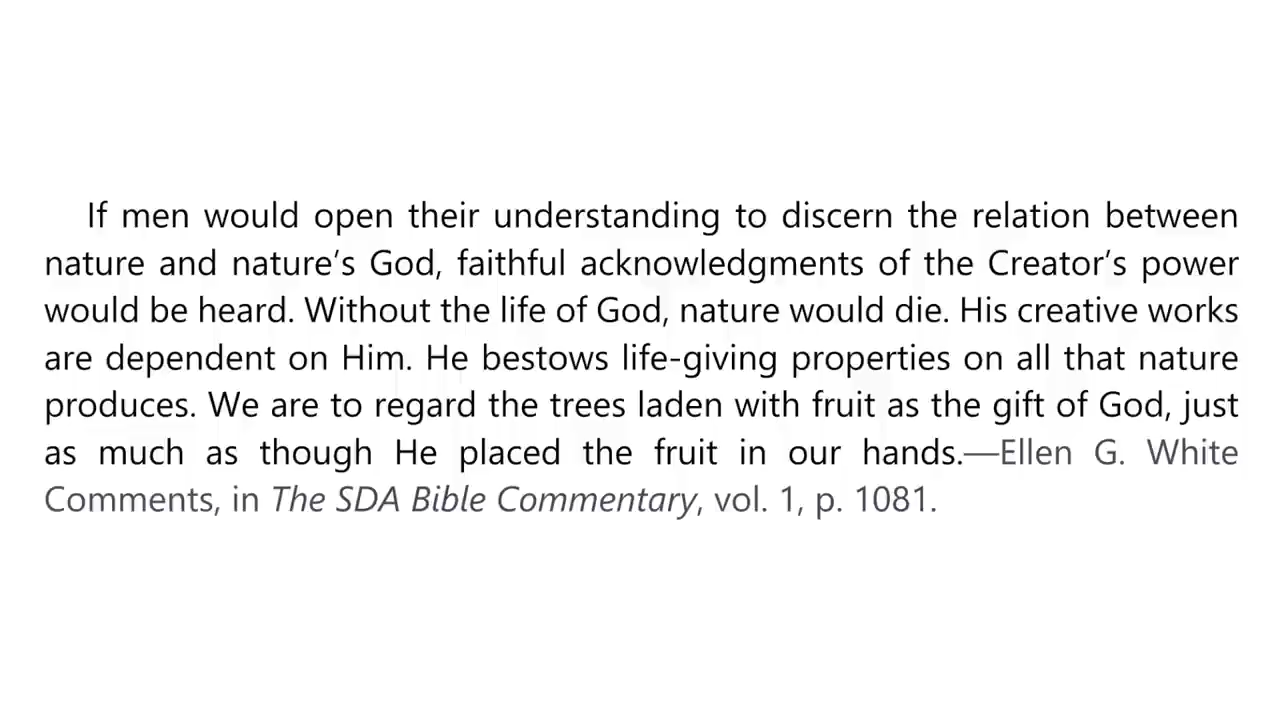 If men would open their understanding to discern the relation between
nature and nature’s God, faithful acknowledgments of the Creator’s power
would be heard. Without the life of God, nature would die. His creative works
are dependent on Him. He bestows life-giving properties on all that nature
produces. We are to regard the trees laden with fruit as the gift of God, just
as much as though He placed the fruit in our hands.—Ellen G. White
Comments, in The SDA Bible Commentary, vol. 1, p. 1081.